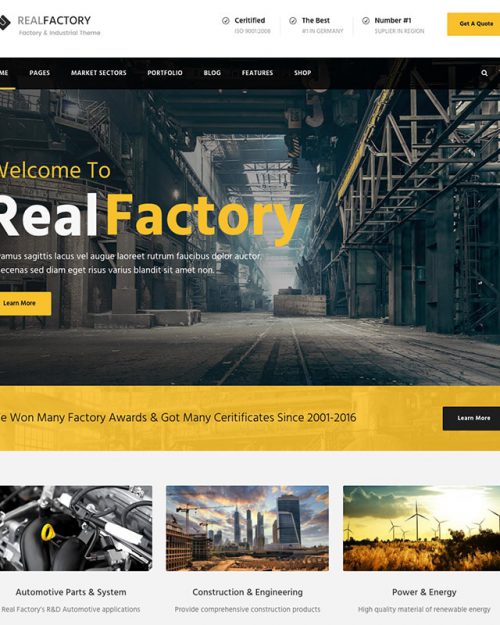 REALFACTORY
Factory & Industrial Theme
Ceritified
ISO 9001:2008
The Best
#1 IN GERMANY
Number #1
SUPLIER IN REGION
Get A Quote
ME
PAGES
MARKET SECTORS
PORTFOLIO
BLOG
FEATURES
SHOP
Welcome To
RealFactory
amus sagittis lacus vel augue laoreet rutrum faucibus dolor auctor.
ecenas sed diam eget risus varius blandit sit amet non.
Learn More
e Won Many Factory Awards & Got Many Ceritificates Since 2001-2016
Learn More
Automotive Parts & System
Construction & Engineering
Power & Energy
Real Factory's R&D Automotive applications
Provide comprehensive construction products
High quality material of renewable energy